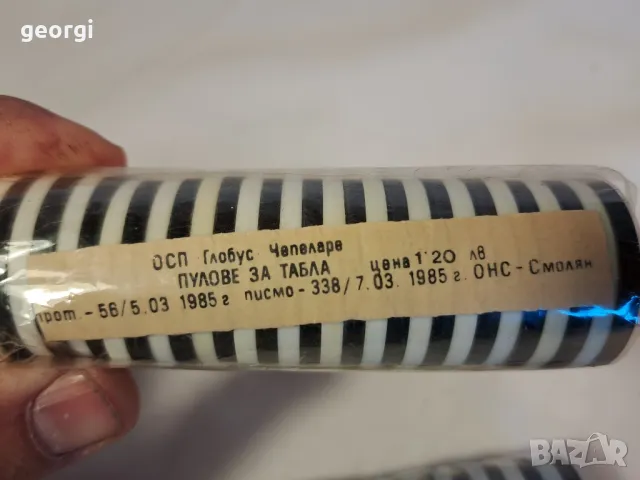 georgi
ОСП Глобус Чепеларе
ПУЛОВЕ ЗА ТАБЛА цена 1'20 лв
прот. - 56/5.03 1985 г писмо - 338/7.03. 1985 г. ОНС - Смолян
BAZAR